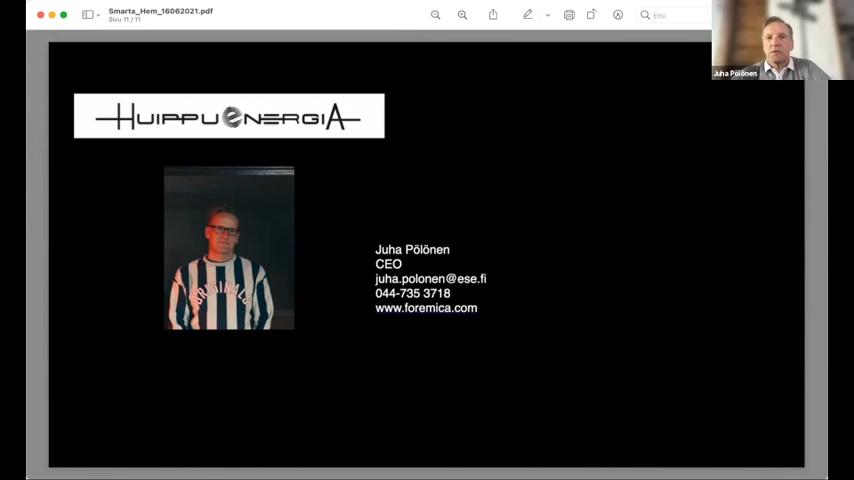 Smarta_Hem_16062021.pdf
Sivu 11 / 11
Etsi
Juha Pölönen
HUIPPUENERGIA
ORIGINALS
Juha Pölönen
CEO
juha.polonen@ese.fi
044-735 3718
www.foremica.com